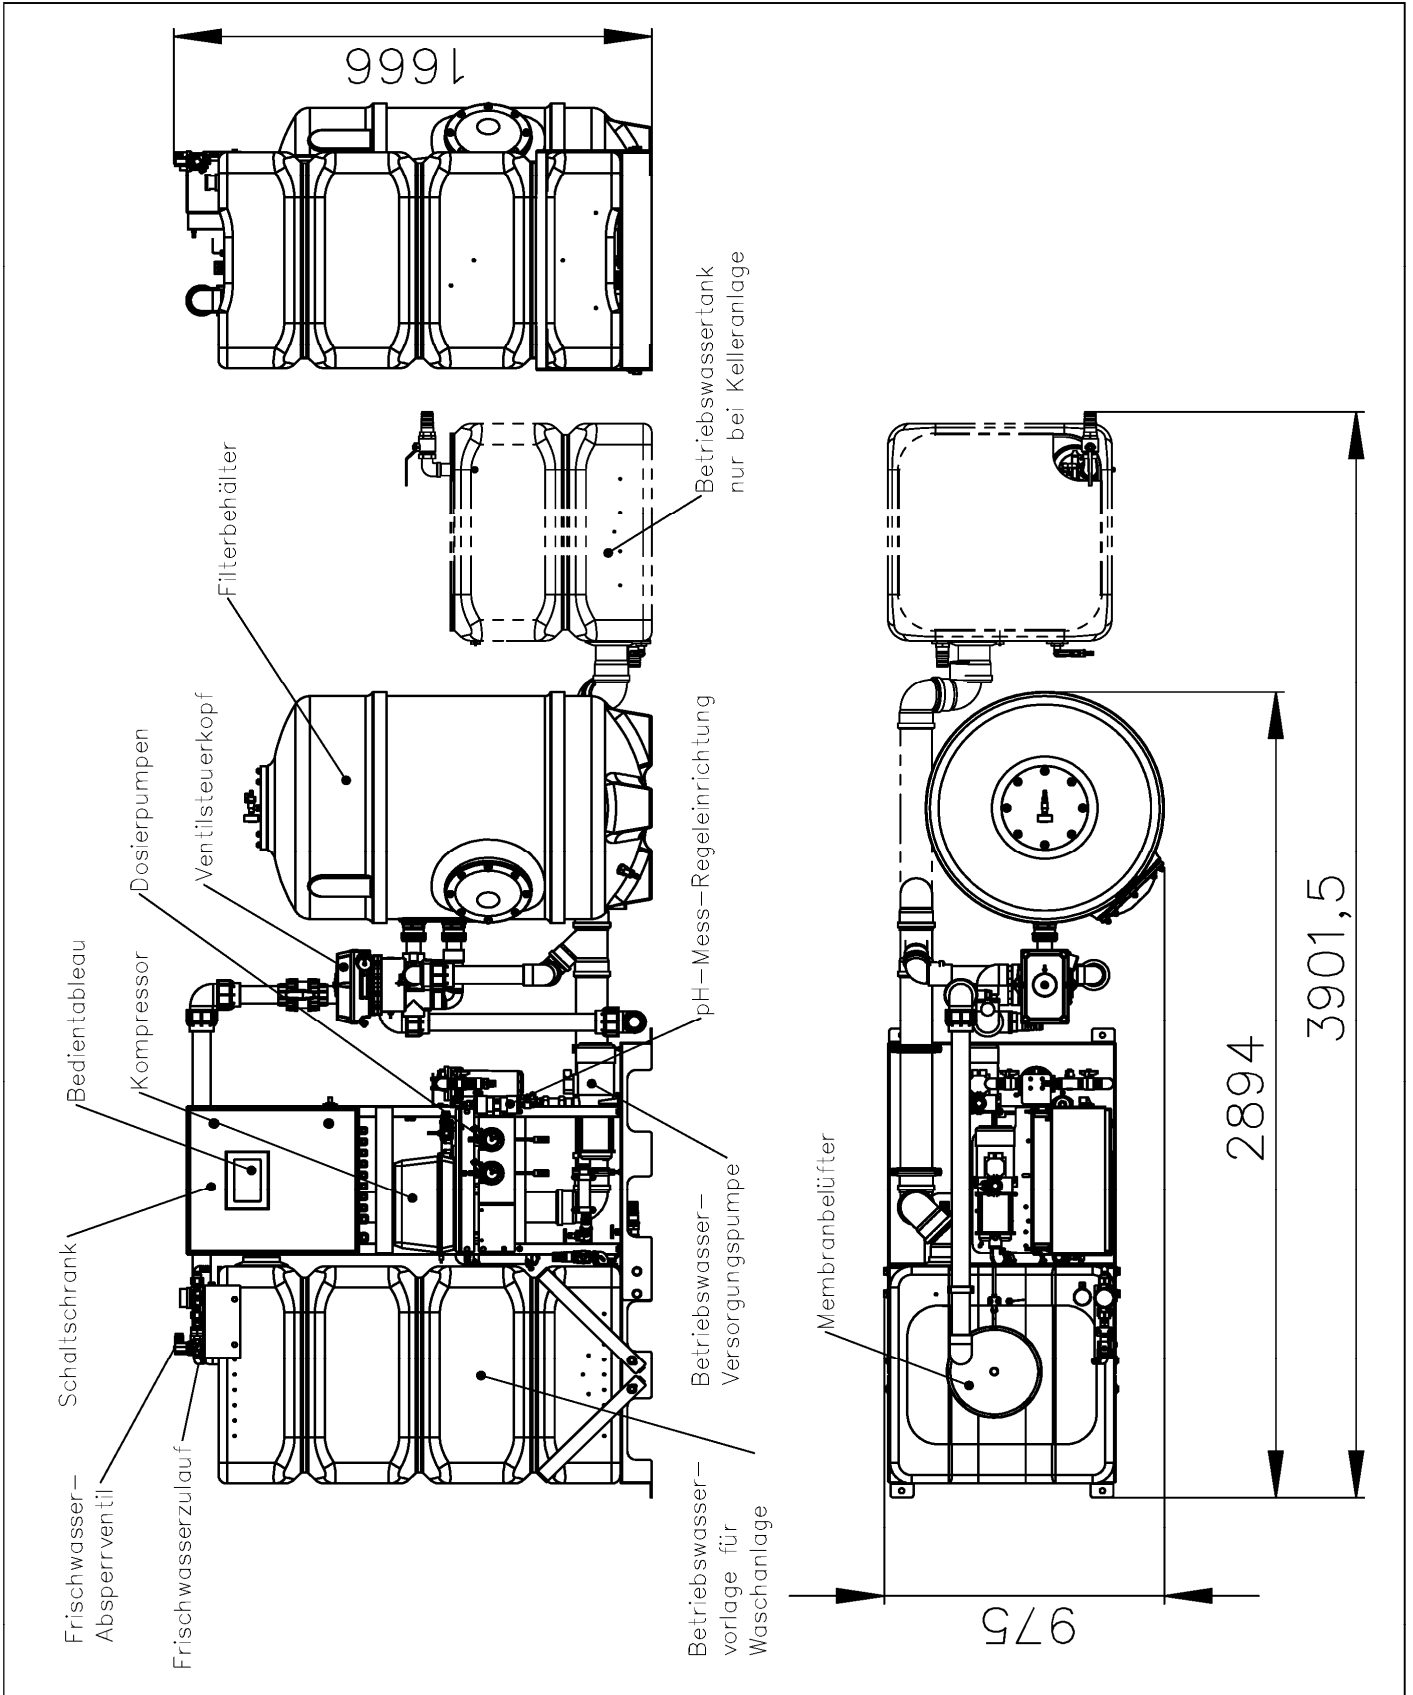 Frischwasser-
Absperrventil
Frischwasserzulauf
Schaltschrank
Bedientableau
Kompressor
Dosierpumpen
Ventilsteuerkopf
Filterbehälter
1666
Betriebswasser-
vorlage für
Waschanlage
Betriebswasser-
Versorgungspumpe
pH-Mess-Regeleinrichtung
Betriebswassertank
nur bei Kelleranlage
Membranbelüfter
975
2894
3901,5